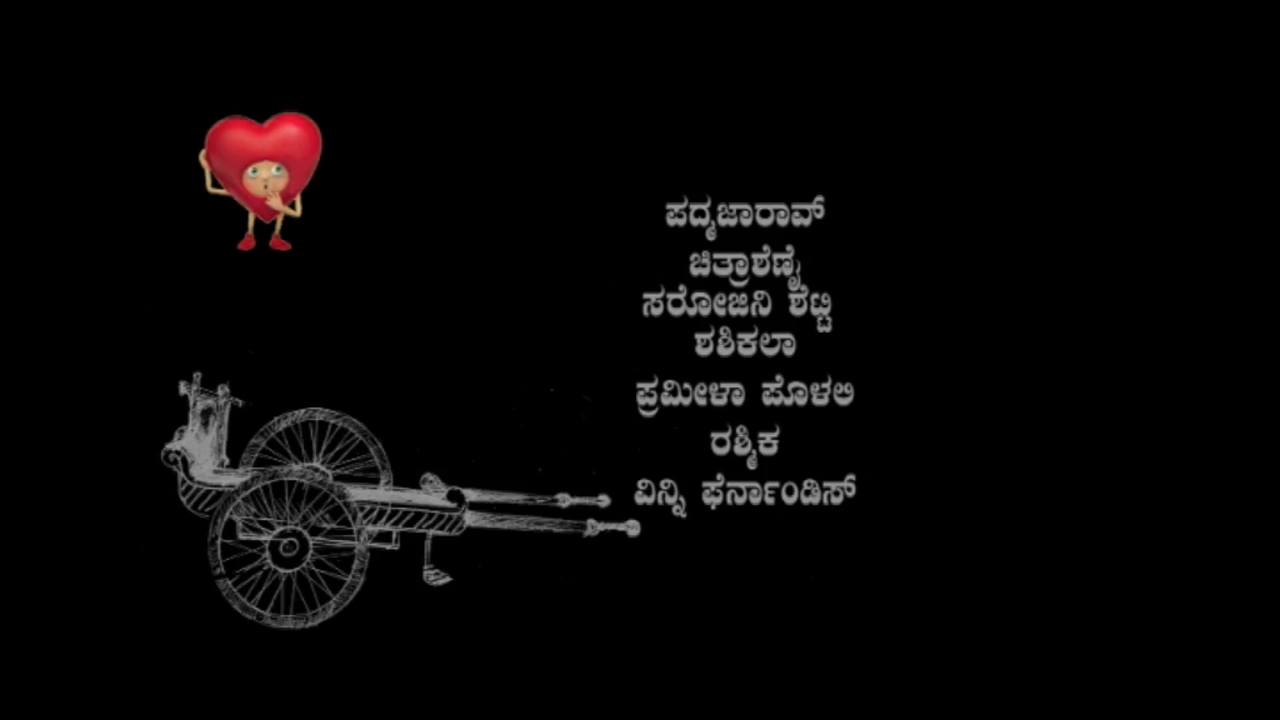 ಪದ್ಮಜಾರಾವ್
ಚಿತ್ರಾಶೆಣೈ
ಸರೋಜಿನಿ ಶೆಟ್ಟಿ
ಶಶಿಕಲಾ
ಪ್ರಮೀಳಾ ಪೊಳಲಿ
ರಶ್ಮಿಕ
ವಿನ್ನಿ ಫೆರ್ನಾಂಡಿಸ್